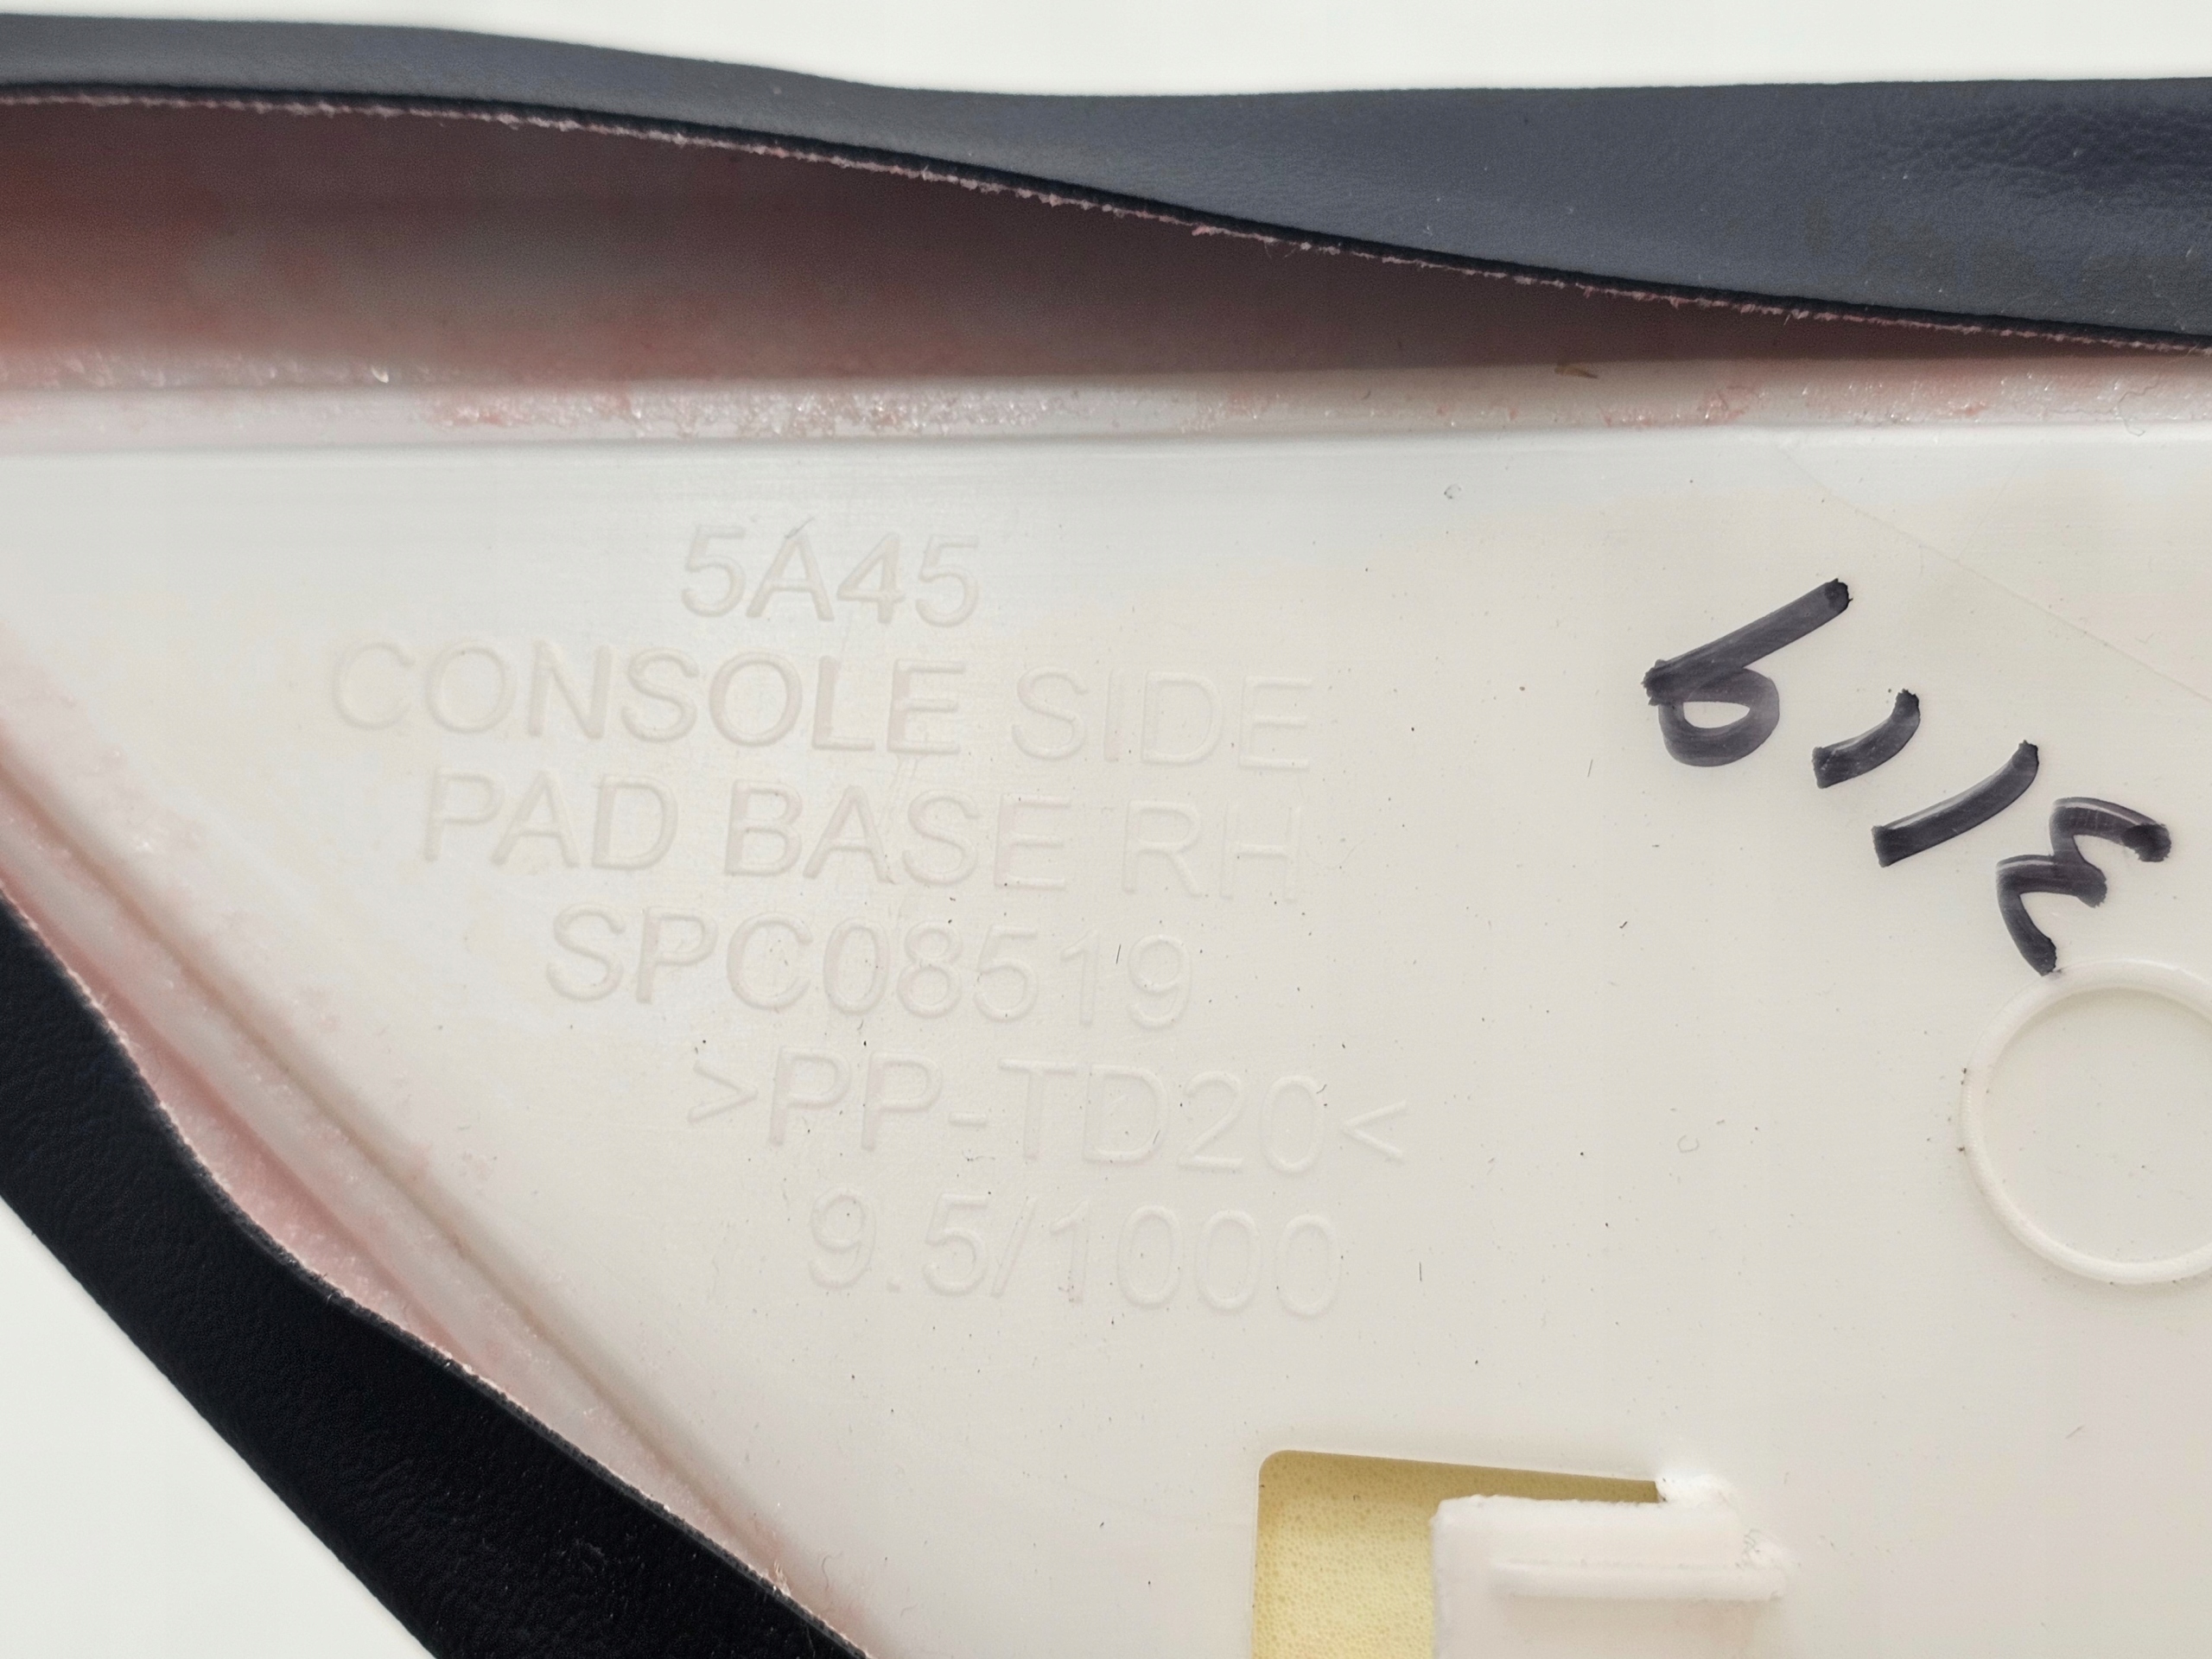 5A45
CONSOLE SIDE
PAD BASE RH
SPC08519
>PP-TD20<
9.5/1000